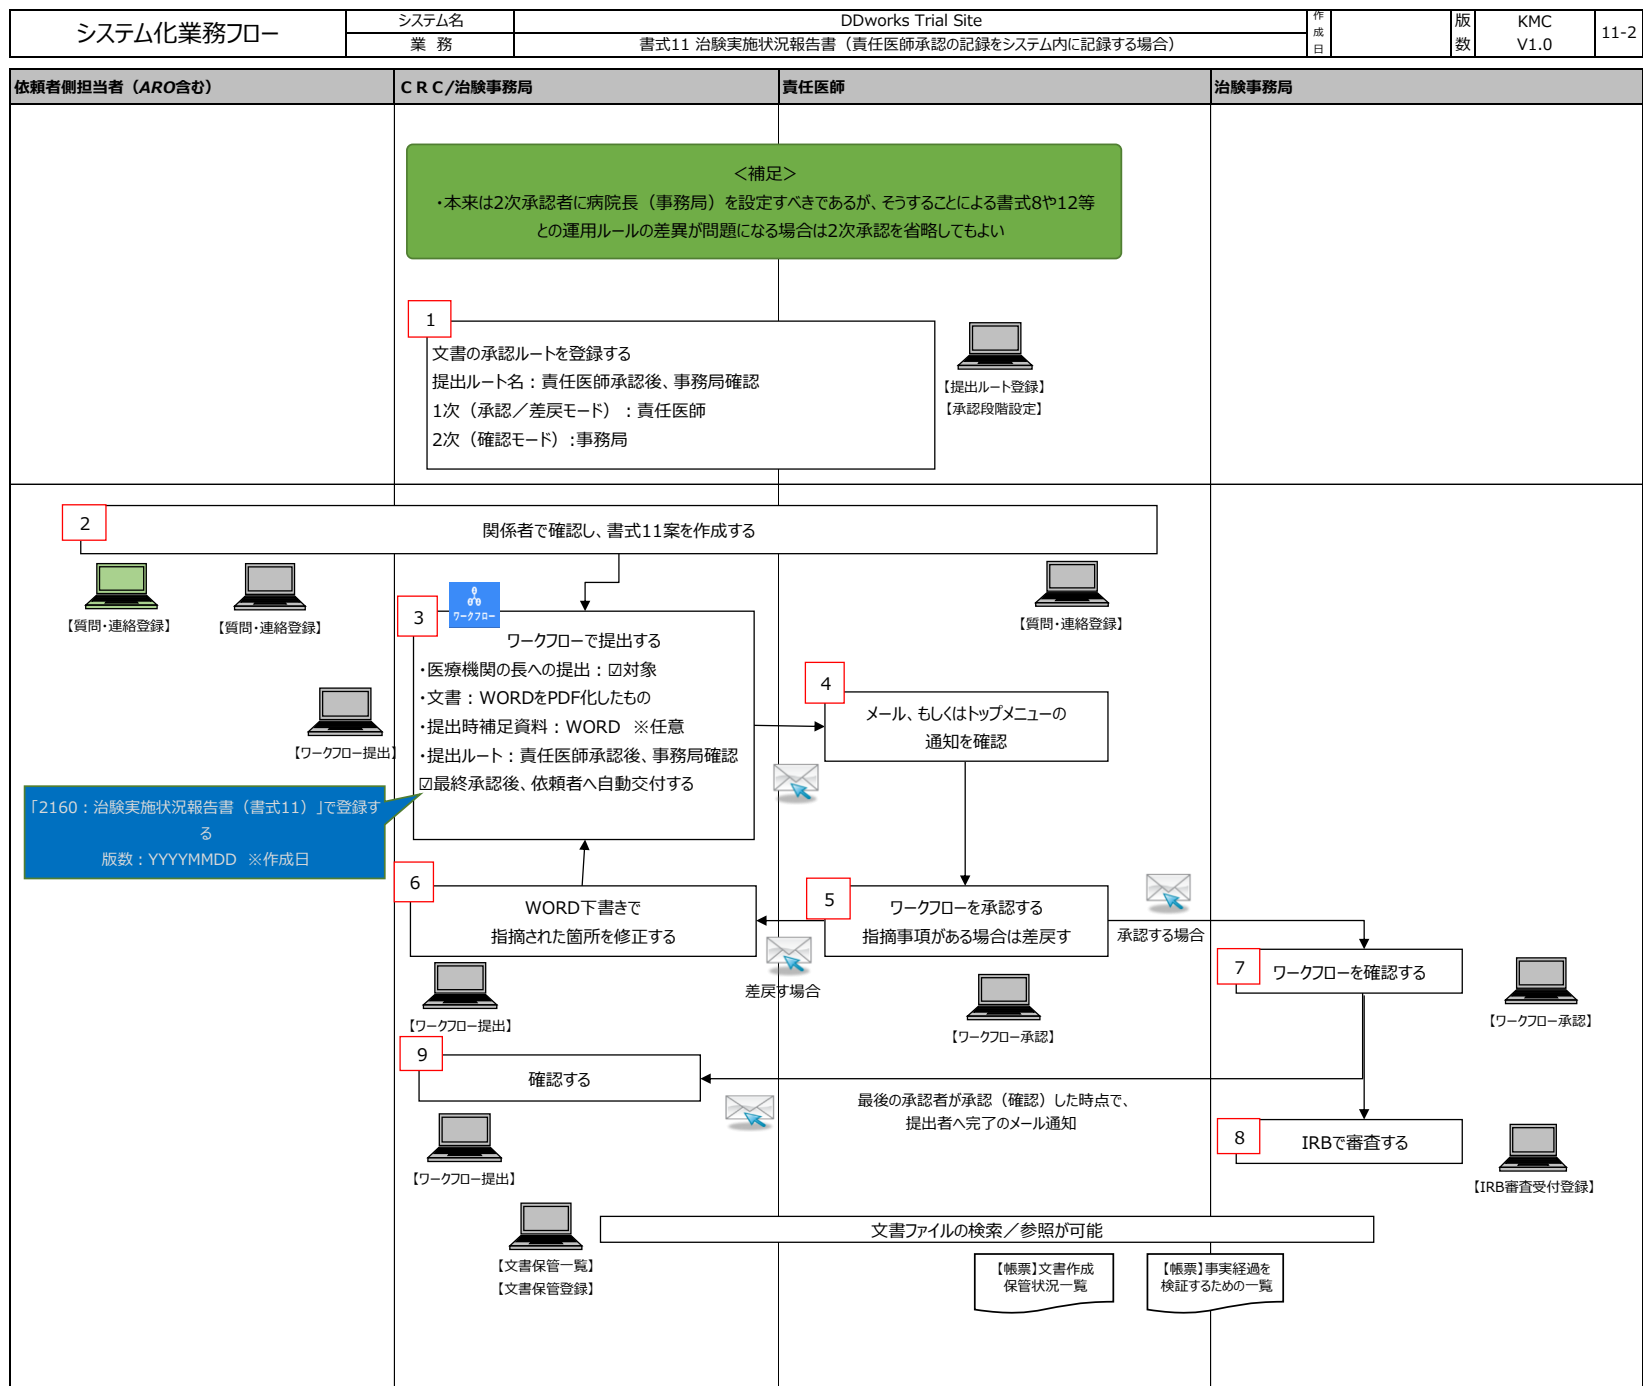 システム化業務フロー
システム名
DDworks Trial Site
作成日
版数
KMC
V1.0
11-2
業 務
書式11 治験実施状況報告書（責任医師承認の記録をシステム内に記録する場合）
依頼者側担当者（ARO含む）
ＣＲＣ/治験事務局
責任医師
治験事務局
＜補足＞
・本来は2次承認者に病院長（事務局）を設定すべきであるが、そうすることによる書式8や12等
との運用ルールの差異が問題になる場合は2次承認を省略してもよい
1
文書の承認ルートを登録する
提出ルート名：責任医師承認後、事務局確認
1次（承認／差戻モード）：責任医師
2次（確認モード）:事務局
【提出ルート登録】
【承認段階設定】
2
関係者で確認し、書式11案を作成する
【質問・連絡登録】
【質問・連絡登録】
【質問・連絡登録】
3
ワークフロー
ワークフローで提出する
・医療機関の長への提出：☑対象
・文書：WORDをPDF化したもの
・提出時補足資料：WORD　※任意
・提出ルート：責任医師承認後、事務局確認
☑最終承認後、依頼者へ自動交付する
【ワークフロー提出】
「2160：治験実施状況報告書（書式11）」で登録す
る
版数：YYYYMMDD　※作成日
4
メール、もしくはトップメニューの
通知を確認
5
ワークフローを承認する
指摘事項がある場合は差戻す
承認する場合
【ワークフロー承認】
6
WORD下書きで
指摘された箇所を修正する
差戻す場合
【ワークフロー提出】
7
ワークフローを確認する
【ワークフロー承認】
9
確認する
最後の承認者が承認（確認）した時点で、
提出者へ完了のメール通知
【ワークフロー提出】
8
IRBで審査する
【IRB審査受付登録】
文書ファイルの検索／参照が可能
【文書保管一覧】
【文書保管登録】
【帳票】文書作成
保管状況一覧
【帳票】事実経過を
検証するための一覧